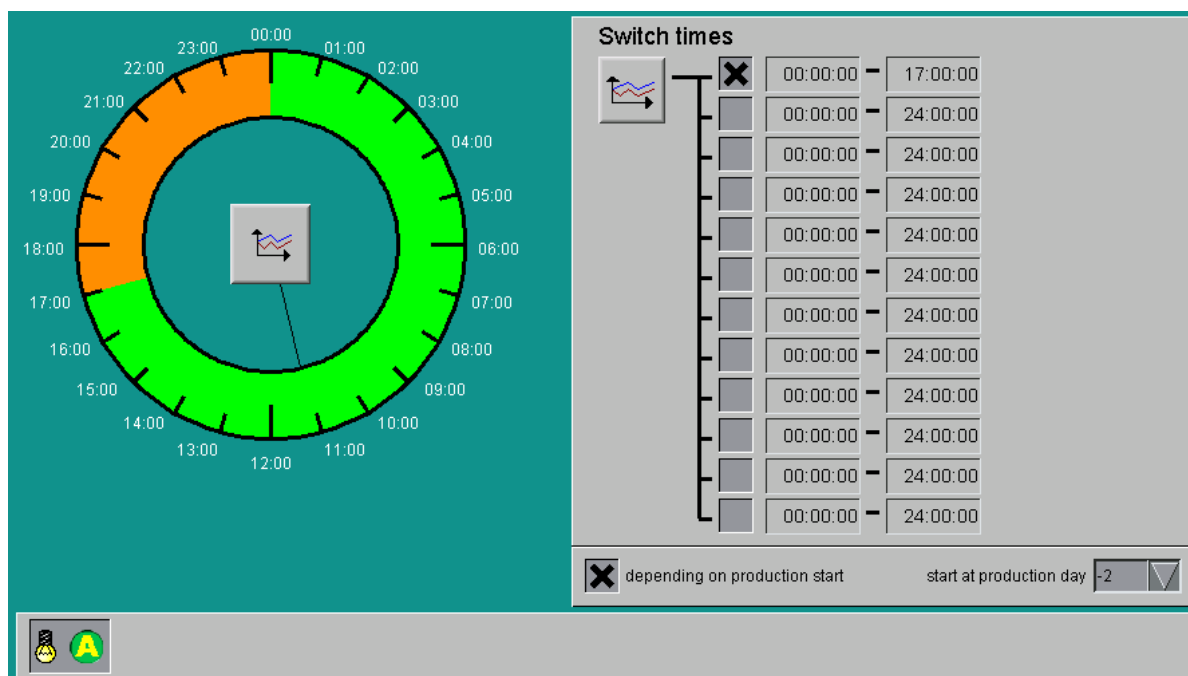 00:00
01:00
02:00
03:00
04:00
05:00
06:00
07:00
08:00
09:00
10:00
11:00
12:00
13:00
14:00
15:00
16:00
17:00
18:00
19:00
20:00
21:00
22:00
23:00
Switch times
00:00:00 - 17:00:00
00:00:00 - 24:00:00
00:00:00 - 24:00:00
00:00:00 - 24:00:00
00:00:00 - 24:00:00
00:00:00 - 24:00:00
00:00:00 - 24:00:00
00:00:00 - 24:00:00
00:00:00 - 24:00:00
00:00:00 - 24:00:00
00:00:00 - 24:00:00
00:00:00 - 24:00:00
depending on production start start at production day -2
A